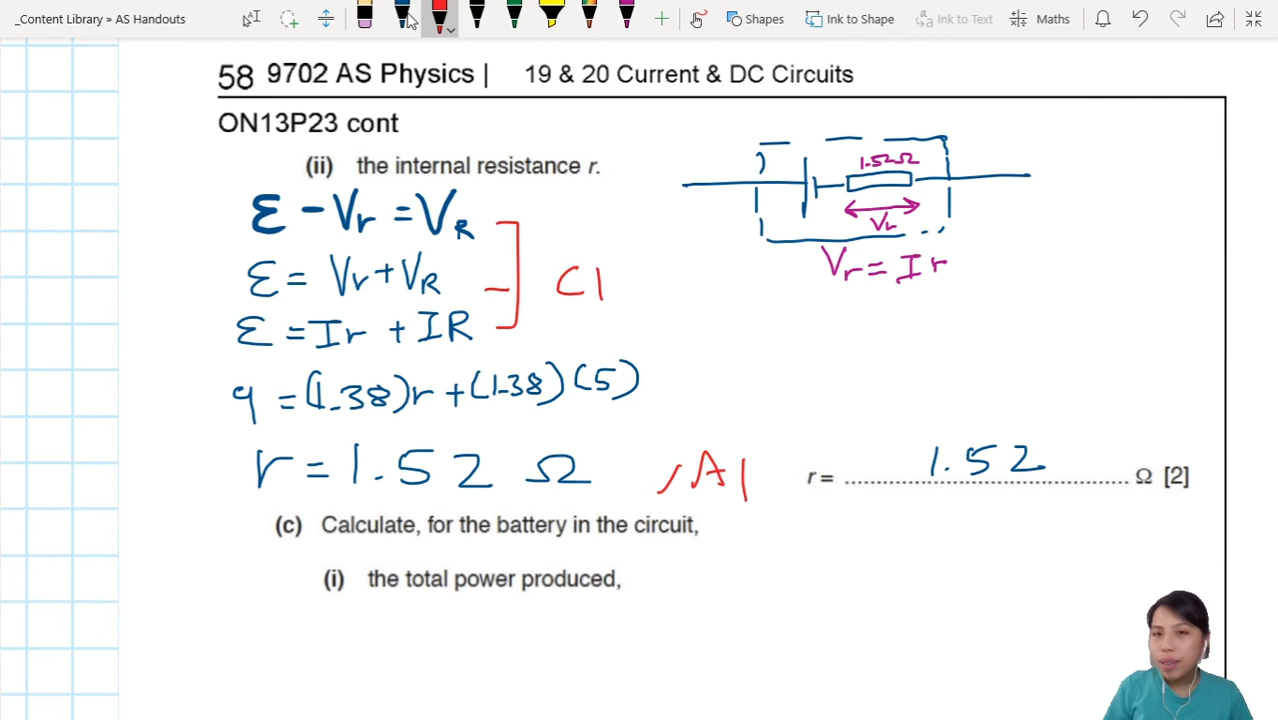 _Content Library » AS Handouts
Shapes
Ink to Shape
Ink to Text
Maths
58 9702 AS Physics | 19 & 20 Current & DC Circuits
ON13P23 cont
(ii) the internal resistance r.
1.52Ω
Vr
Vr = Ir
ε - Vr = VR
ε = Vr + VR
C1
ε = Ir + IR
9 = (1.38)r + (1.38)(5)
r = 1.52 Ω
A1
r = 1.52 Ω [2]
(c) Calculate, for the battery in the circuit,
(i) the total power produced,